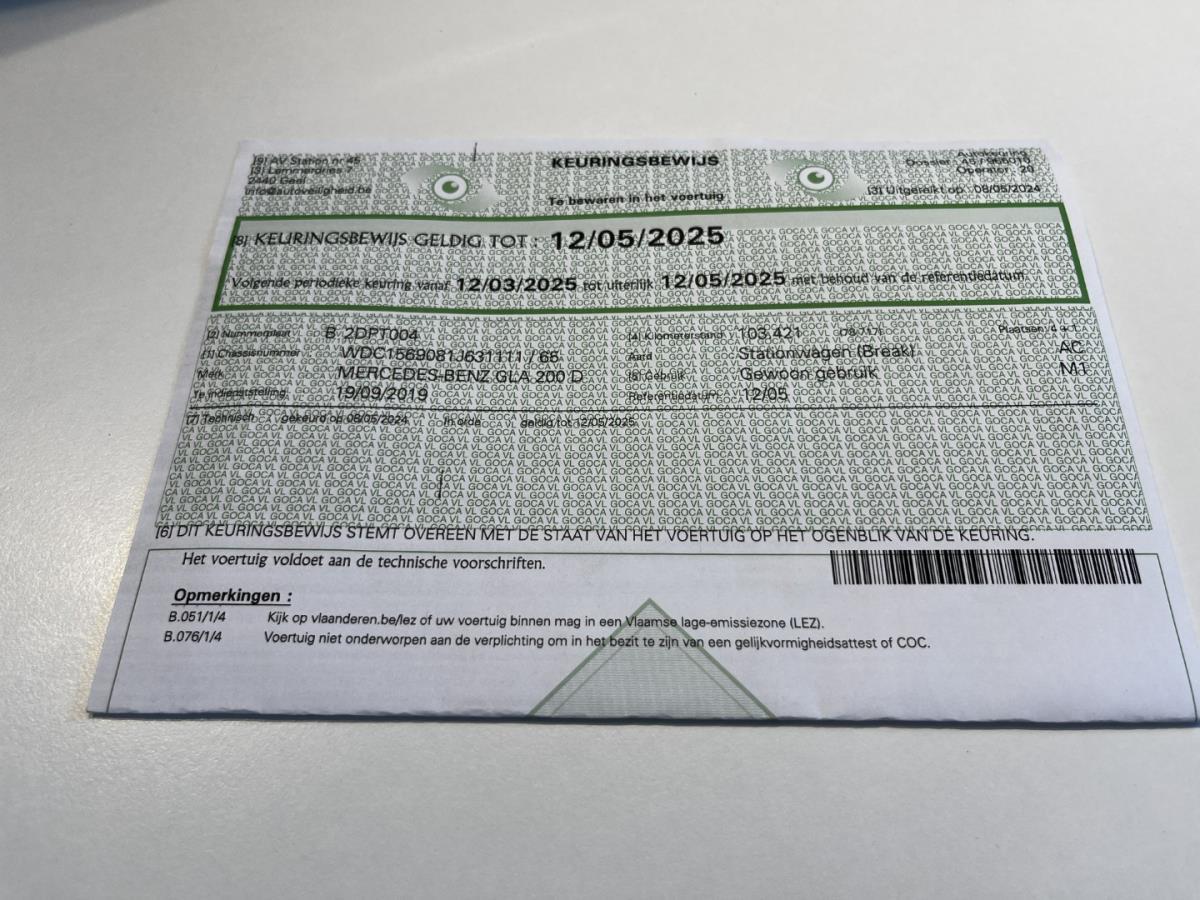 [9] AV Station nr 45
[3] Lammerdries 7
2440 Geel
info@autoveiligheid.be
KEURINGSBEWIJS
Te bewaren in het voertuig
Dossier
Operator : 20
[3] Uitgereikt op : 08/05/2024
[8] KEURINGSBEWIJS GELDIG TOT : 12/05/2025
Volgende periodieke keuring vanaf 12/03/2025 tot uiterlijk 12/05/2025 met behoud van de referentiedatum.
[2] Nummerplaat B 2DPT004 [4] Kilometerstand 103,421 Plaatsen 4 + 1
[1] Chassisnummer WDC1569081J631111 / 66 Aard Stationwagen (Break) AC
Merk MERCEDES-BENZ GLA 200 D [5] Gebruik Gewoon gebruik M1
Te indienststelling 19/09/2019 Referentiedatum 12/05
[7] Technisch gekeurd op 08/05/2024 In orde geldig tot 12/05/2025
[6] DIT KEURINGSBEWIJS STEMT OVEREEN MET DE STAAT VAN HET VOERTUIG OP HET OGENBLIK VAN DE KEURING.
Het voertuig voldoet aan de technische voorschriften.
Opmerkingen :
B.051/1/4 Kijk op vlaanderen.be/lez of uw voertuig binnen mag in een Vlaamse lage-emissiezone (LEZ).
B.076/1/4 Voertuig niet onderworpen aan de verplichting om in het bezit te zijn van een gelijkvormigheidsattest of COC.